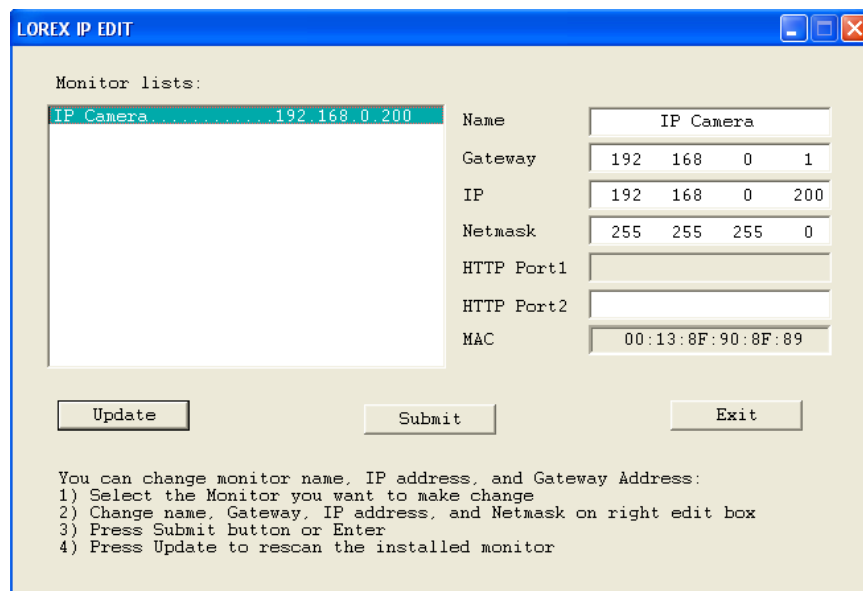 LOREX IP EDIT
Monitor lists:
IP Camera............192.168.0.200
Name IP Camera
Gateway 192 168 0 1
IP 192 168 0 200
Netmask 255 255 255 0
HTTP Port1
HTTP Port2
MAC 00:13:8F:90:8F:89
Update Submit Exit
You can change monitor name, IP address, and Gateway Address:
1) Select the Monitor you want to make change
2) Change name, Gateway, IP address, and Netmask on right edit box
3) Press Submit button or Enter
4) Press Update to rescan the installed monitor